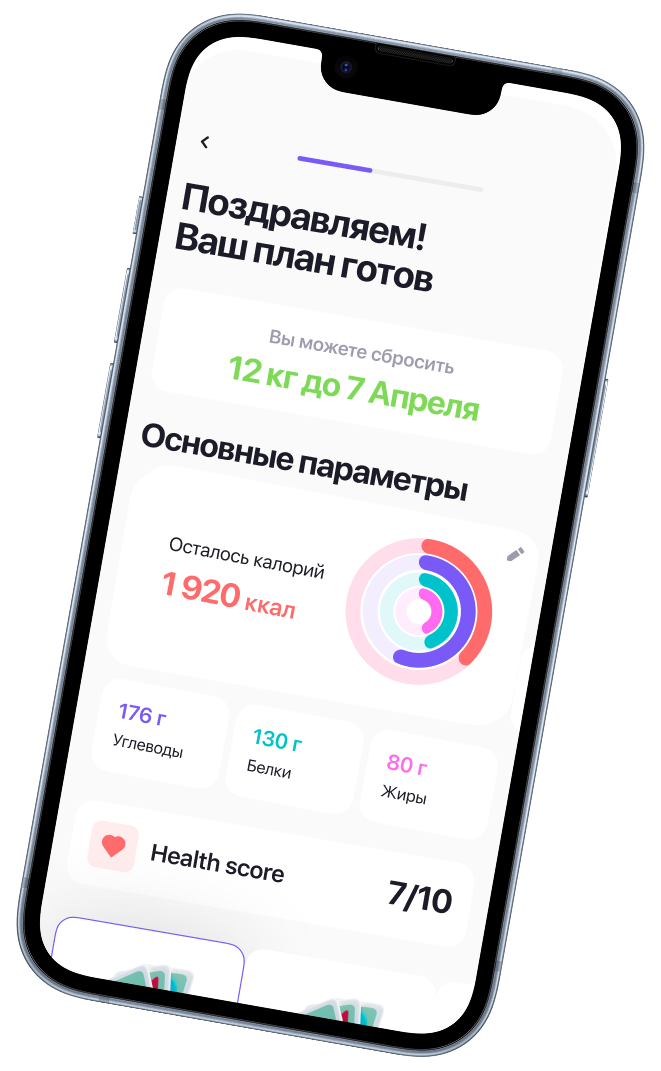 Поздравляем!
Ваш план готов
Вы можете сбросить
12 кг до 7 Апреля
Основные параметры
Осталось калорий
1 920 ккал
176 г
Углеводы
130 г
Белки
80 г
Жиры
Health score
7/10